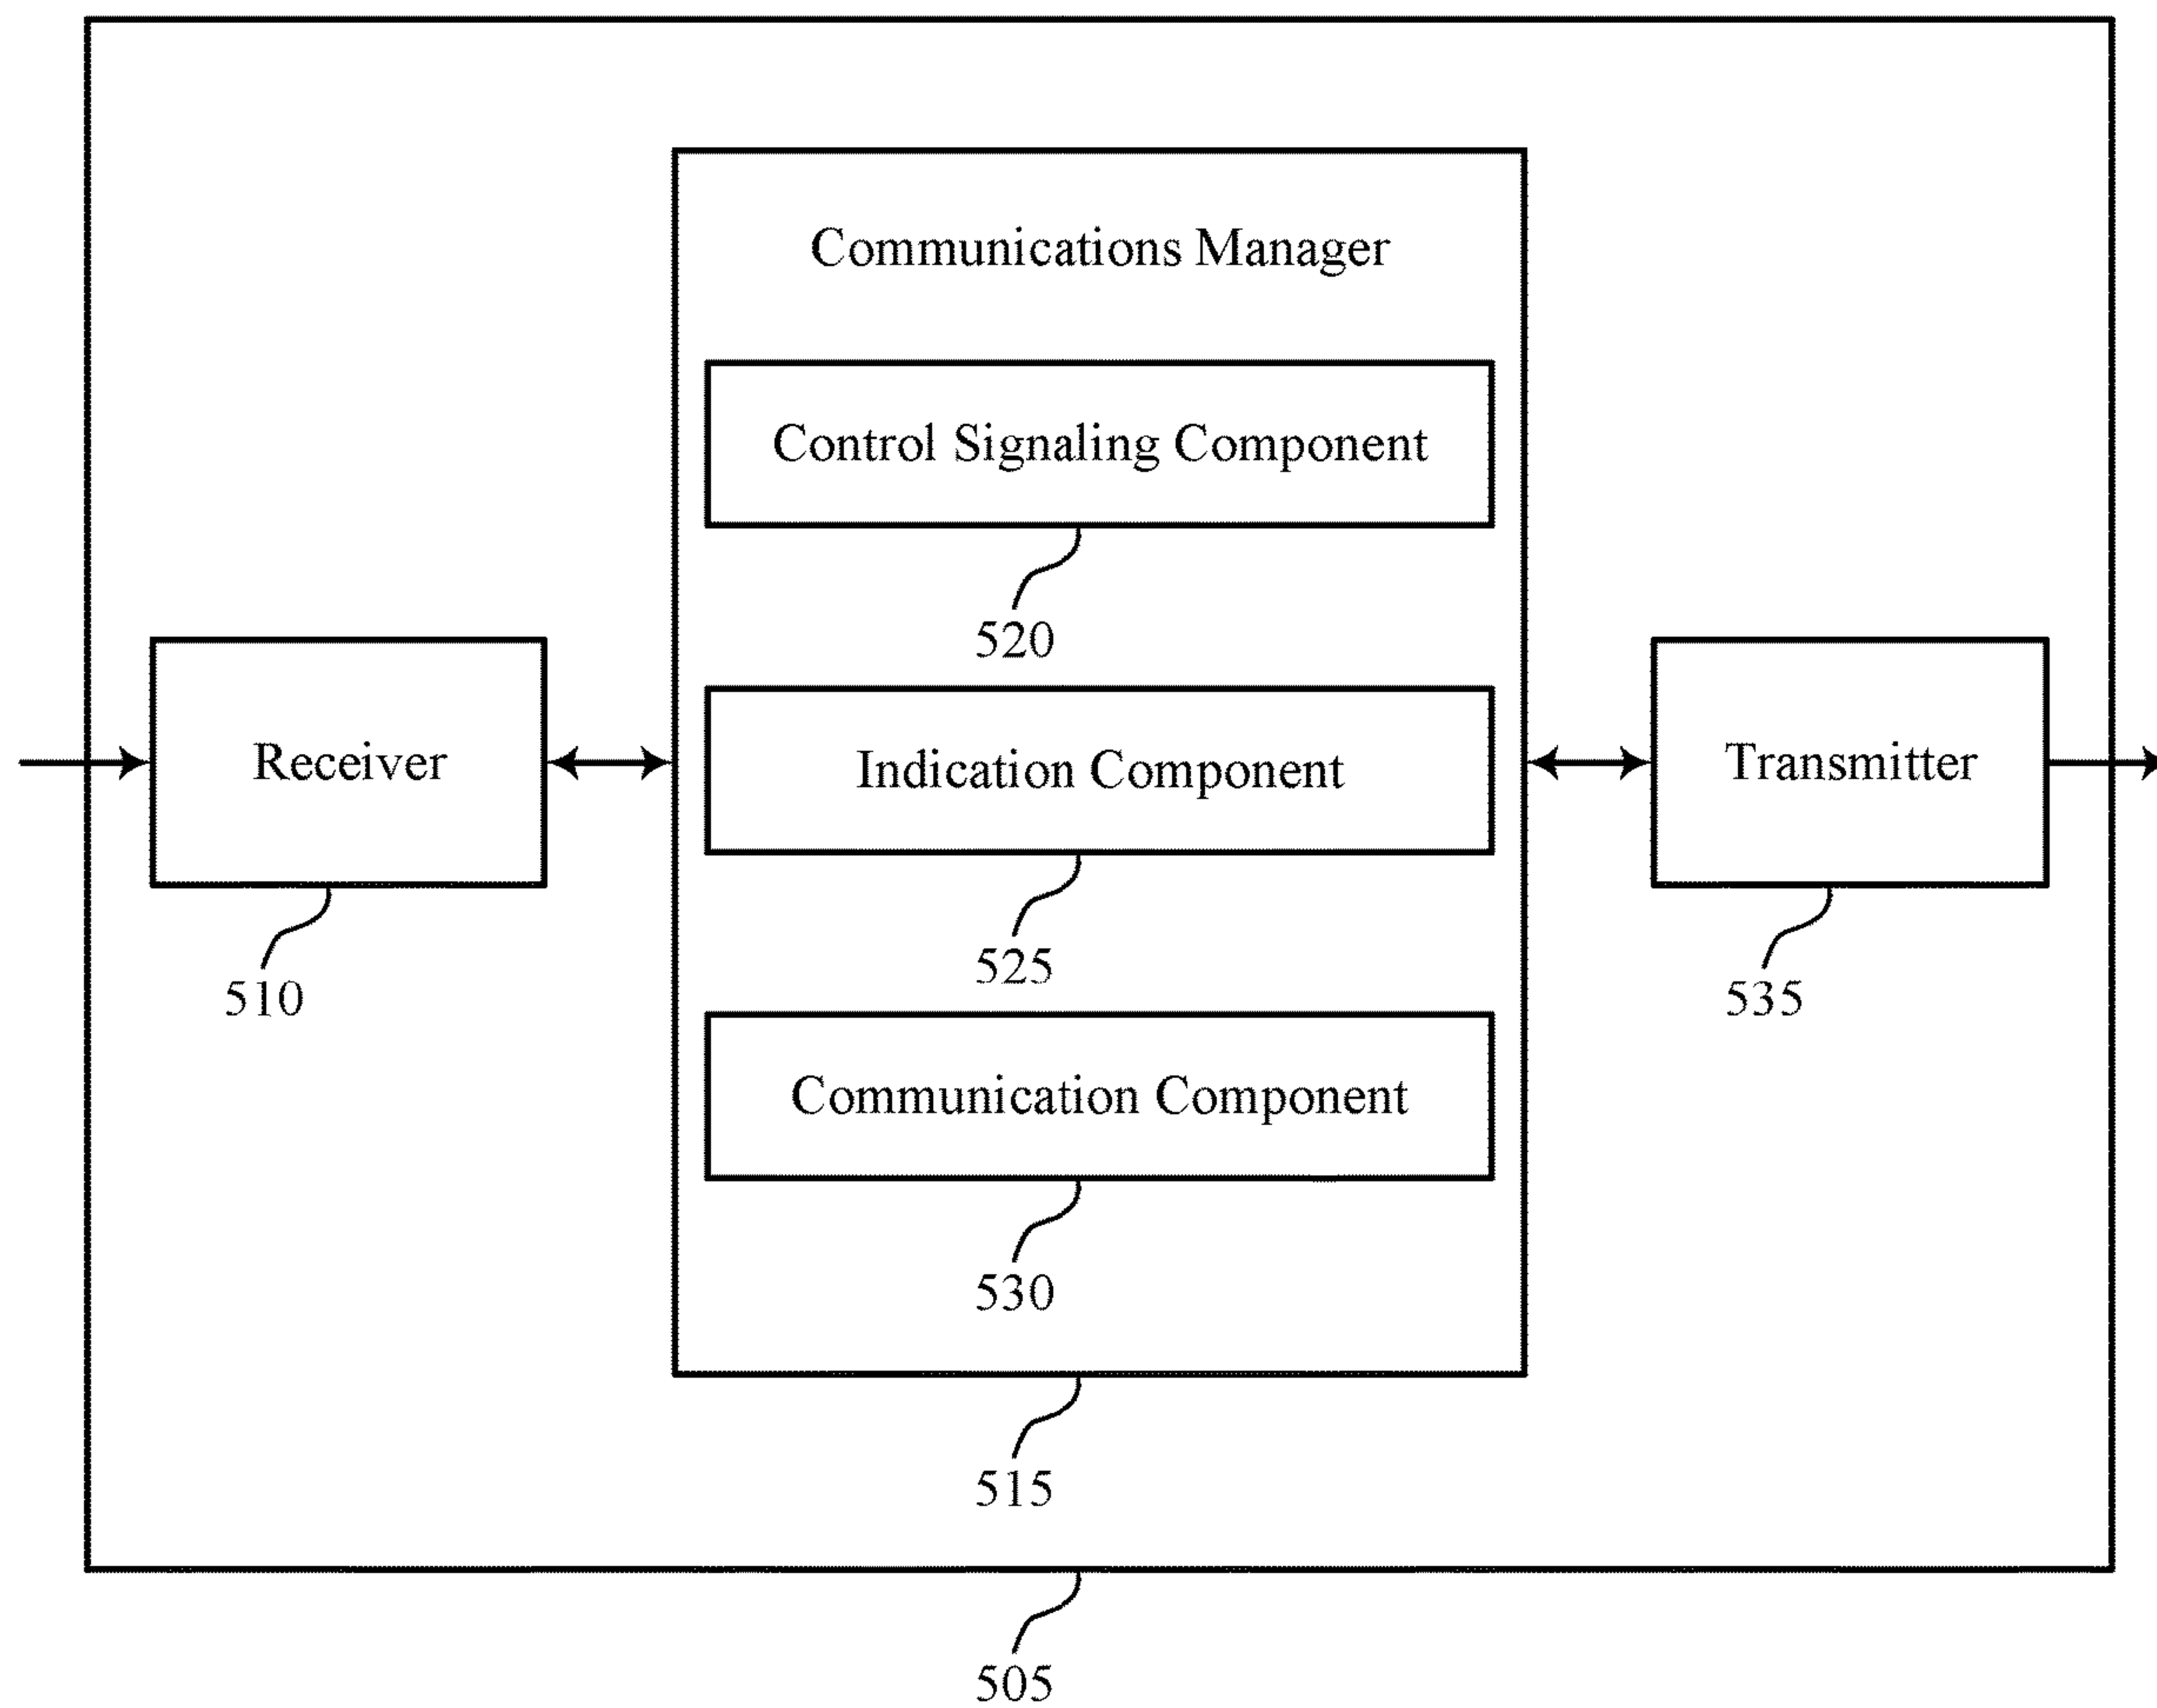 Communications Manager
Control Signaling Component
520
Receiver
510
Indication Component
525
Transmitter
535
Communication Component
530
515
505